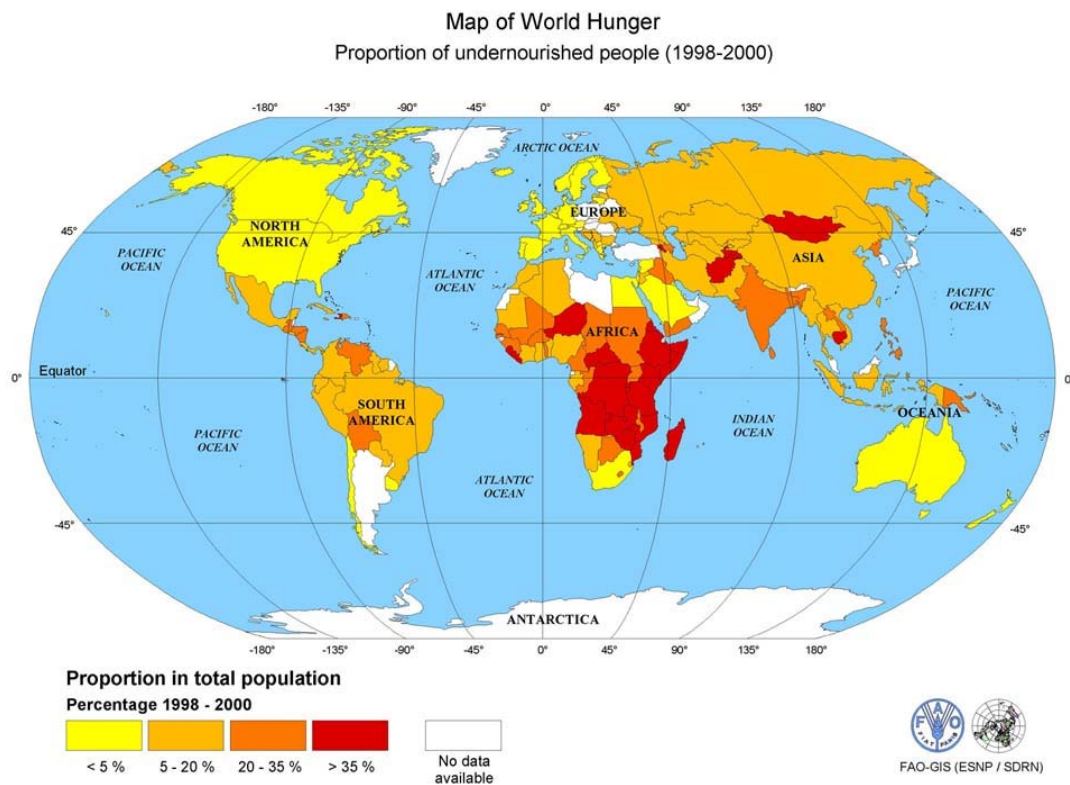 Map of World Hunger
Proportion of undernourished people (1998-2000)
-180° -135° -90° -45° 0° 45° 90° 135° 180°
ARCTIC OCEAN
EUROPE
NORTH
AMERICA
45° 45°
ASIA
PACIFIC
OCEAN
ATLANTIC
OCEAN
PACIFIC
OCEAN
AFRICA
Equator
0° 0
SOUTH
AMERICA
OCEANIA
INDIAN
OCEAN
PACIFIC
OCEAN
ATLANTIC
OCEAN
-45° -45°
ANTARCTICA
-180° -135° -90° -45° 0° 45° 90° 135° 180°
Proportion in total population
Percentage 1998 - 2000
< 5 % 5 - 20 % 20 - 35 % > 35 % No data
available
F A O
FIAT PANIS
FAO-GIS (ESNP / SDRN)